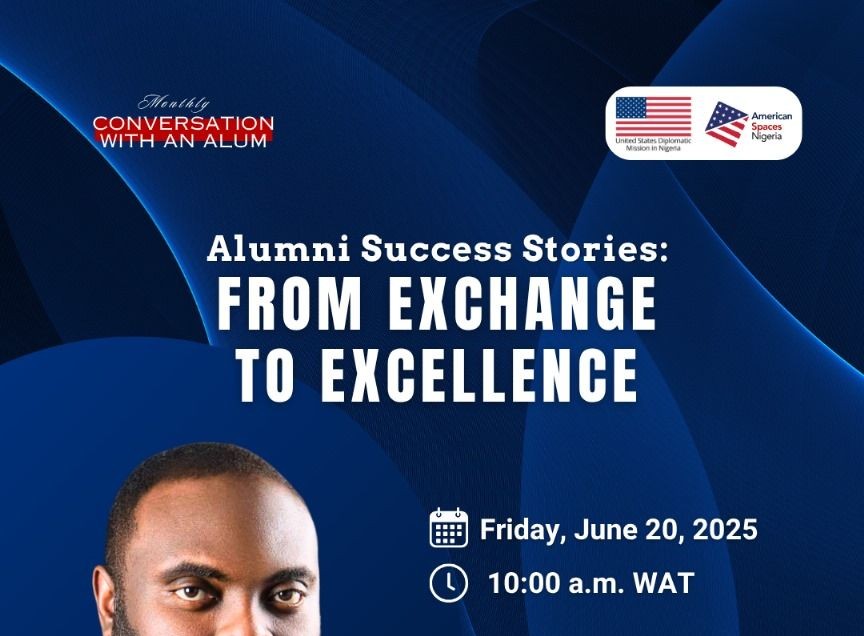 Monthly
CONVERSATION
WITH AN ALUM
United States Diplomatic
Mission in Nigeria
American
Spaces
Nigeria
Alumni Success Stories:
FROM EXCHANGE
TO EXCELLENCE
Friday, June 20, 2025
10:00 a.m. WAT